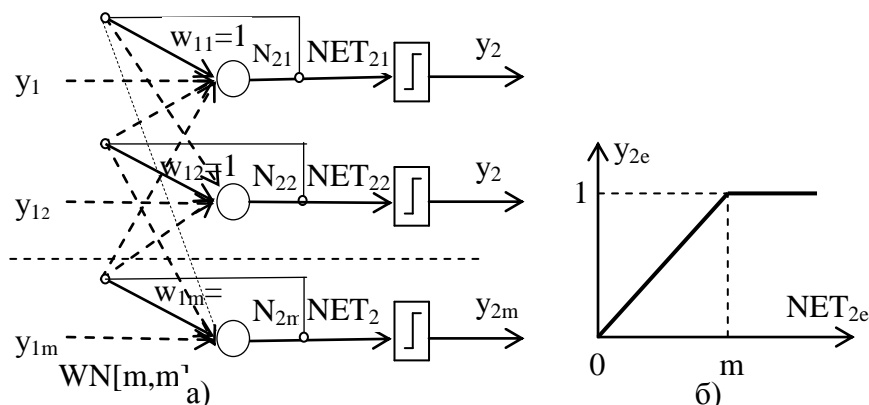 w₁₁=1 N₂₁ NET₂₁ y₂
y₁
w₁₂=1 N₂₂ NET₂₂ y₂
y₁₂
w₁ₘ= N₂ₘ NET₂ y₂ₘ
y₁ₘ
WN[m,m]
а)
y₂ₑ
1
NET₂ₑ
0 m
б)